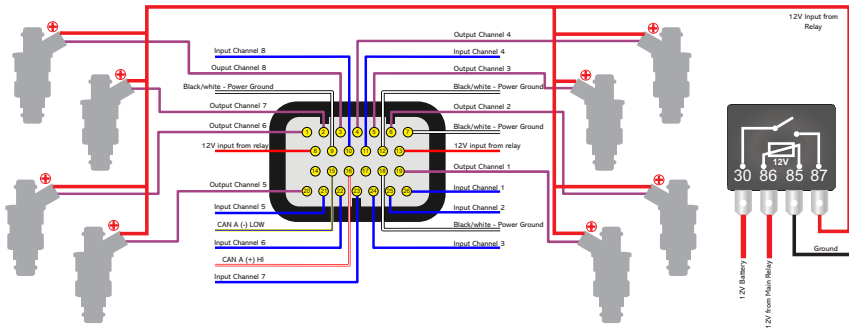 12V Input from
Relay
Output Channel 4
Input Channel 8
Input Channel 4
Ouput Channel 8
Output Channel 3
Black/white - Power Ground
Black/white - Power Ground
Output Channel 7
Output Channel 2
Output Channel 6
Black/white - Power Ground
1 2 3 4 5 6 7
12V input from relay
12V input from relay
8 9 10 11 12 13
Output Channel 1
14 15 16 17 18 19
Output Channel 5
Input Channel 1
20 21 22 23 24 25 26
Input Channel 5
Input Channel 2
CAN A (-) LOW
Black/white - Power Ground
Input Channel 6
Input Channel 3
CAN A (+) HI
Input Channel 7
12V
30 86 85 87
Ground
12V Battery
12V from Main Relay